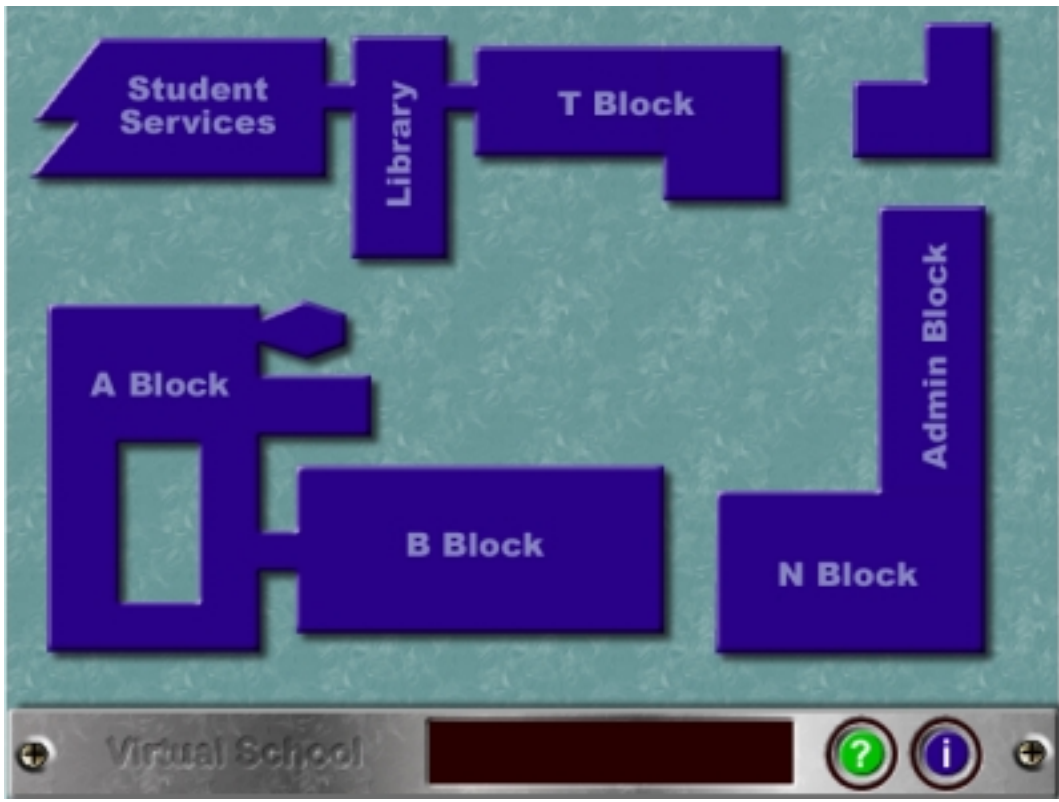 Student
Services
Library
T Block
A Block
Admin Block
B Block
N Block
Virtual School
?
i